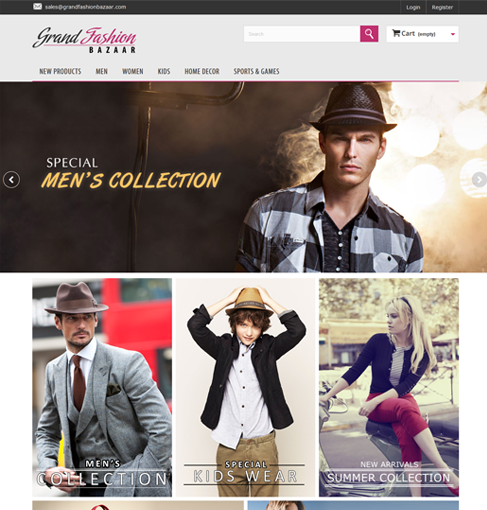 sales@grandfashionbazaar.com
Login
Register
Grand Fashion
BAZAAR
Search
Cart (empty)
NEW PRODUCTS MEN WOMEN KIDS HOME DECOR SPORTS & GAMES
SPECIAL
MEN'S COLLECTION
MEN'S
COLLECTION
SPECIAL
KIDS WEAR
NEW ARRIVALS
SUMMER COLLECTION